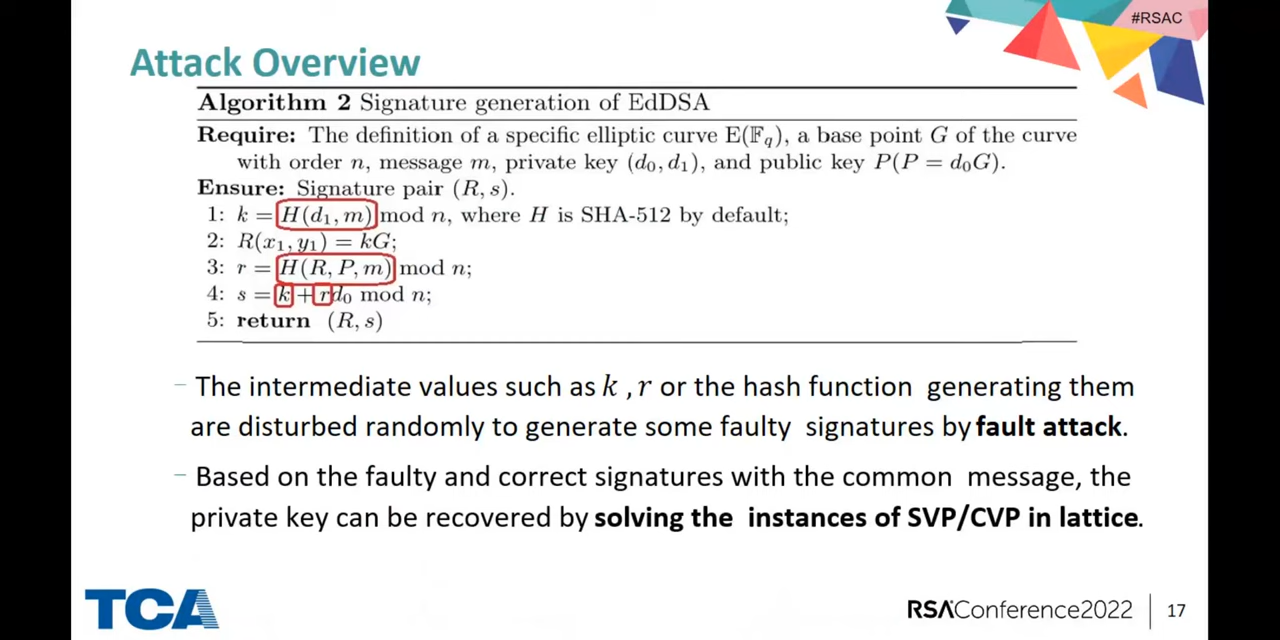 #RSAC
Attack Overview
Algorithm 2 Signature generation of EdDSA
Require: The definition of a specific elliptic curve E(𝔽q), a base point G of the curve
with order n, message m, private key (d₀, d₁), and public key P(P = d₀G).
Ensure: Signature pair (R, s).
1: k = H(d₁, m) mod n, where H is SHA-512 by default;
2: R(x₁, y₁) = kG;
3: r = H(R, P, m) mod n;
4: s = k + rd₀ mod n;
5: return (R, s)
– The intermediate values such as k , r or the hash function generating them
are disturbed randomly to generate some faulty signatures by fault attack.
– Based on the faulty and correct signatures with the common message, the
private key can be recovered by solving the instances of SVP/CVP in lattice.
TCA
RSAConference2022
17